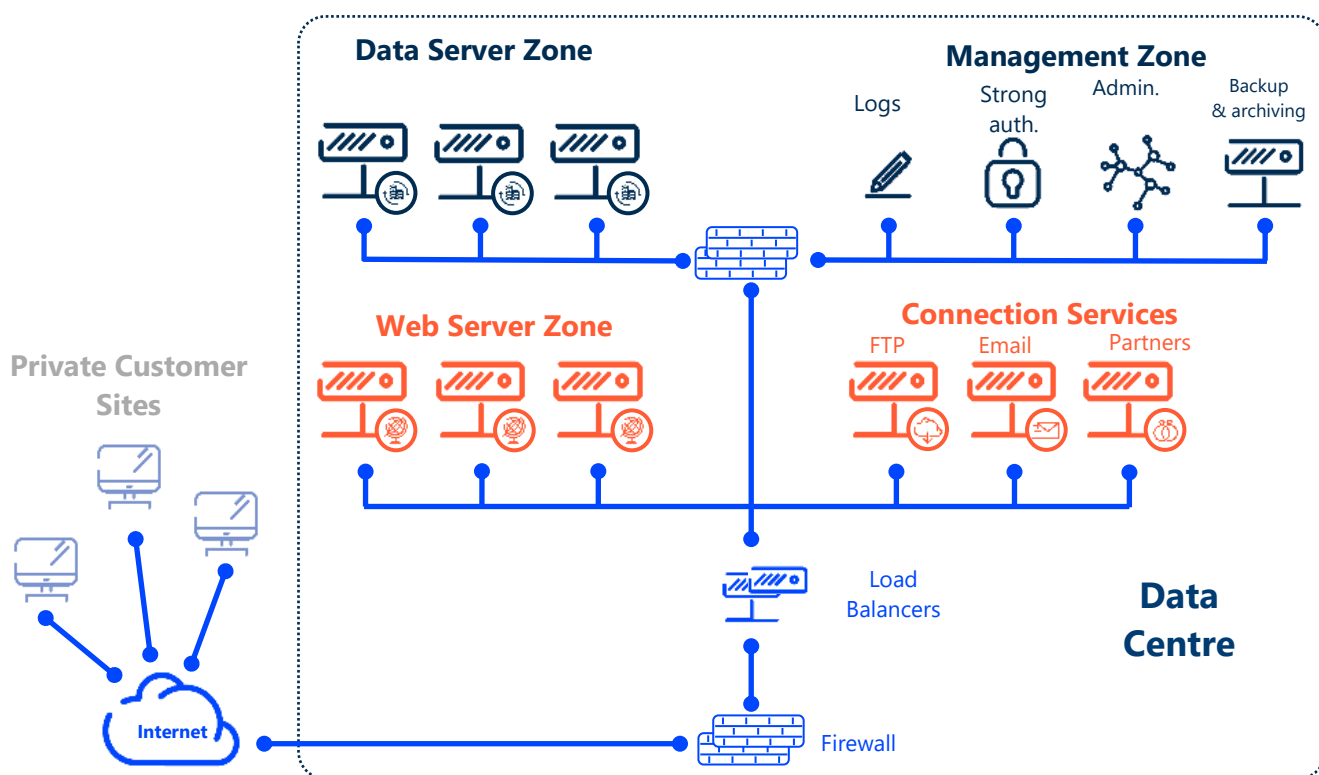 Data Server Zone
Management Zone
Logs
Strong
auth.
Admin.
Backup
& archiving
Web Server Zone
Connection Services
FTP
Email
Partners
Private Customer
Sites
Load
Balancers
Data
Centre
Internet
Firewall